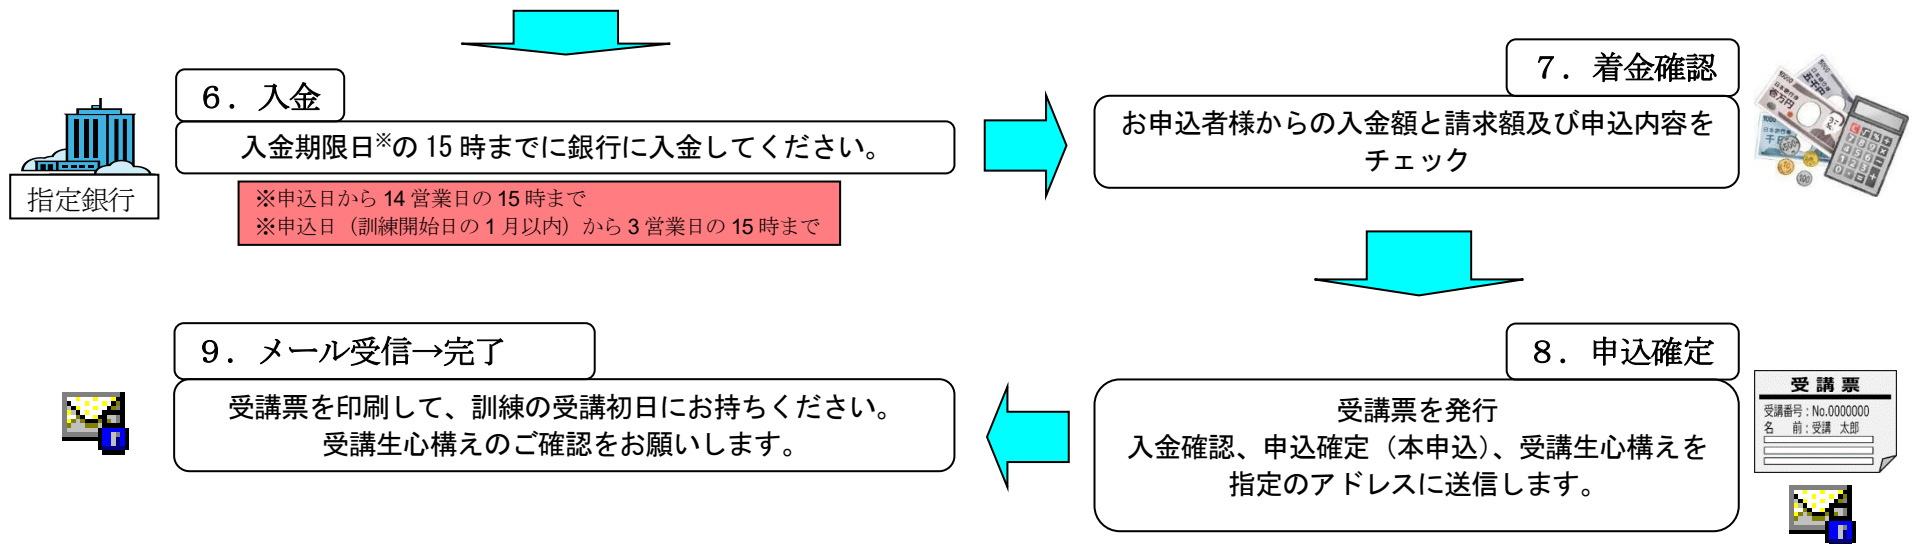 6．入金
入金期限日※の 15 時までに銀行に入金してください。
指定銀行
※申込日から 14 営業日の 15 時まで
※申込日（訓練開始日の 1 月以内）から 3 営業日の 15 時まで
7．着金確認
お申込者様からの入金額と請求額及び申込内容を
チェック
8．申込確定
受講票を発行
入金確認、申込確定（本申込）、受講生心構えを
指定のアドレスに送信します。
受講票
受講番号：No.0000000
名　前：受講 太郎
9．メール受信→完了
受講票を印刷して、訓練の受講初日にお持ちください。
受講生心構えのご確認をお願いします。